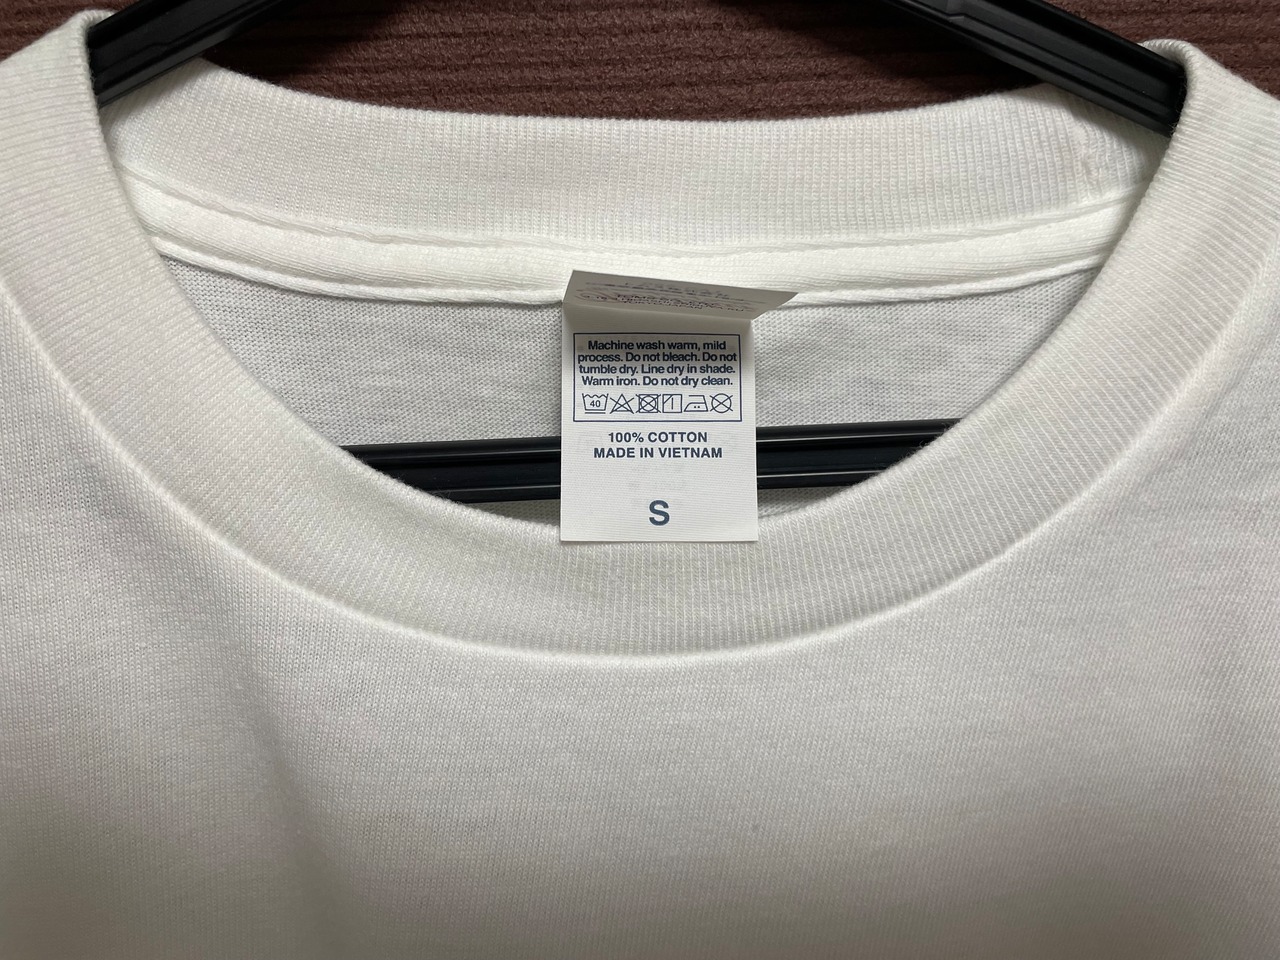 Machine wash warm, mild
process. Do not bleach. Do not
tumble dry. Line dry in shade.
Warm iron. Do not dry clean.
40
100% COTTON
MADE IN VIETNAM
S